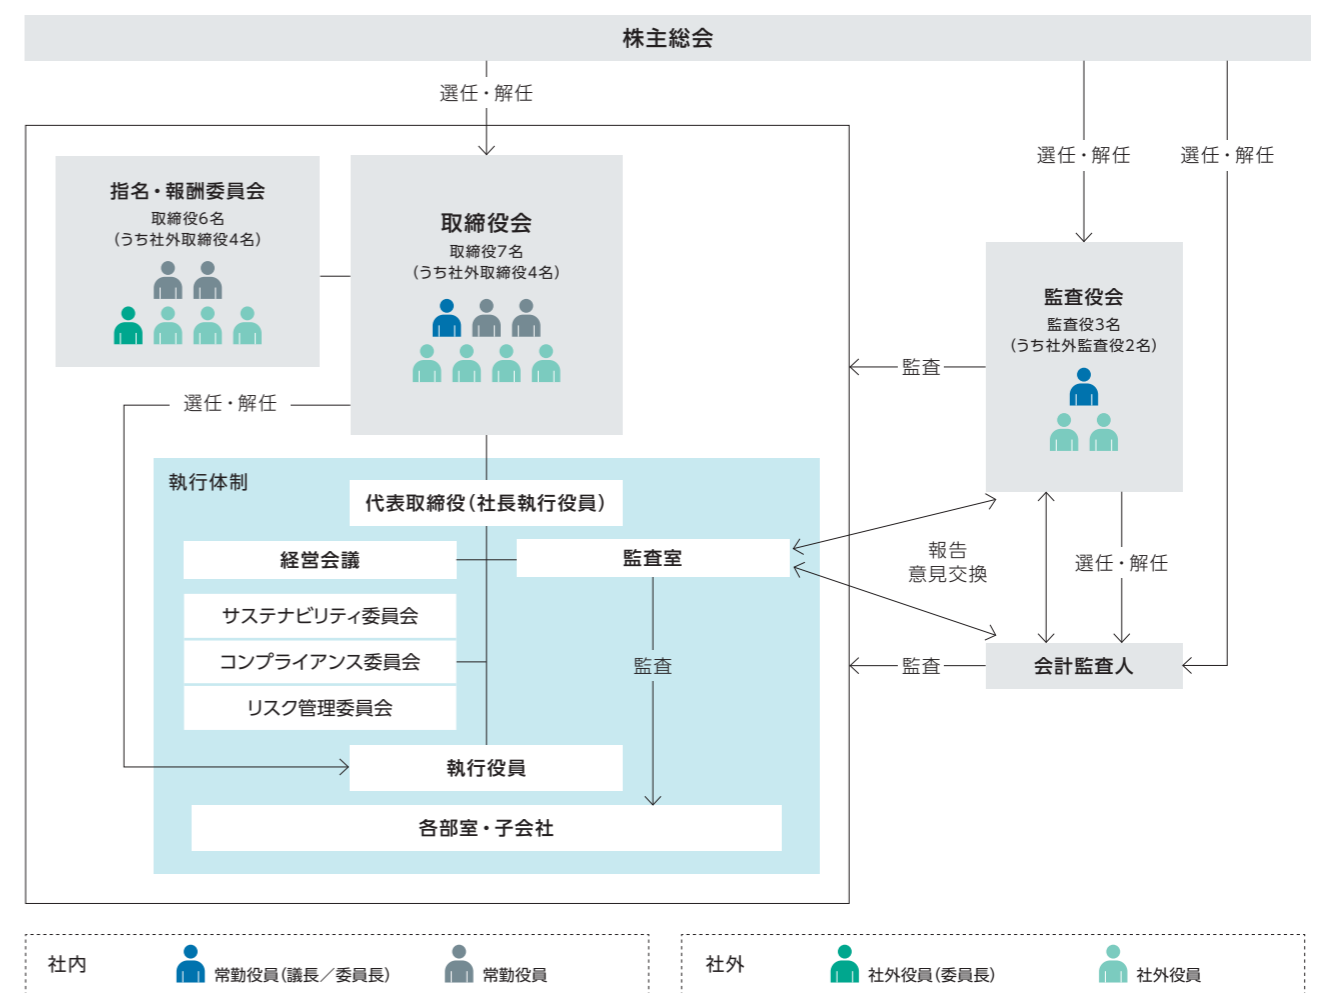 株主総会
選任・解任
選任・解任
選任・解任
指名・報酬委員会
取締役6名
(うち社外取締役4名)
取締役会
取締役7名
(うち社外取締役4名)
監査役会
監査役3名
(うち社外監査役2名)
監査
選任・解任
執行体制
代表取締役(社長執行役員)
経営会議
監査室
サステナビリティ委員会
コンプライアンス委員会
リスク管理委員会
報告
意見交換
選任・解任
監査
監査
会計監査人
執行役員
各部室・子会社
社内
常勤役員(議長/委員長)
常勤役員
社外
社外役員(委員長)
社外役員